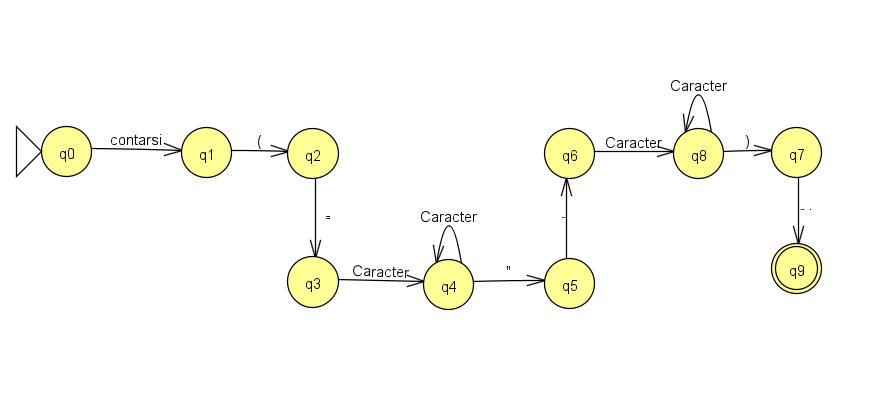 Caracter
contarsi
(
Caracter
)
q0
q1
q2
q6
q8
q7
Caracter
Caracter
"
q3
q4
q5
q9